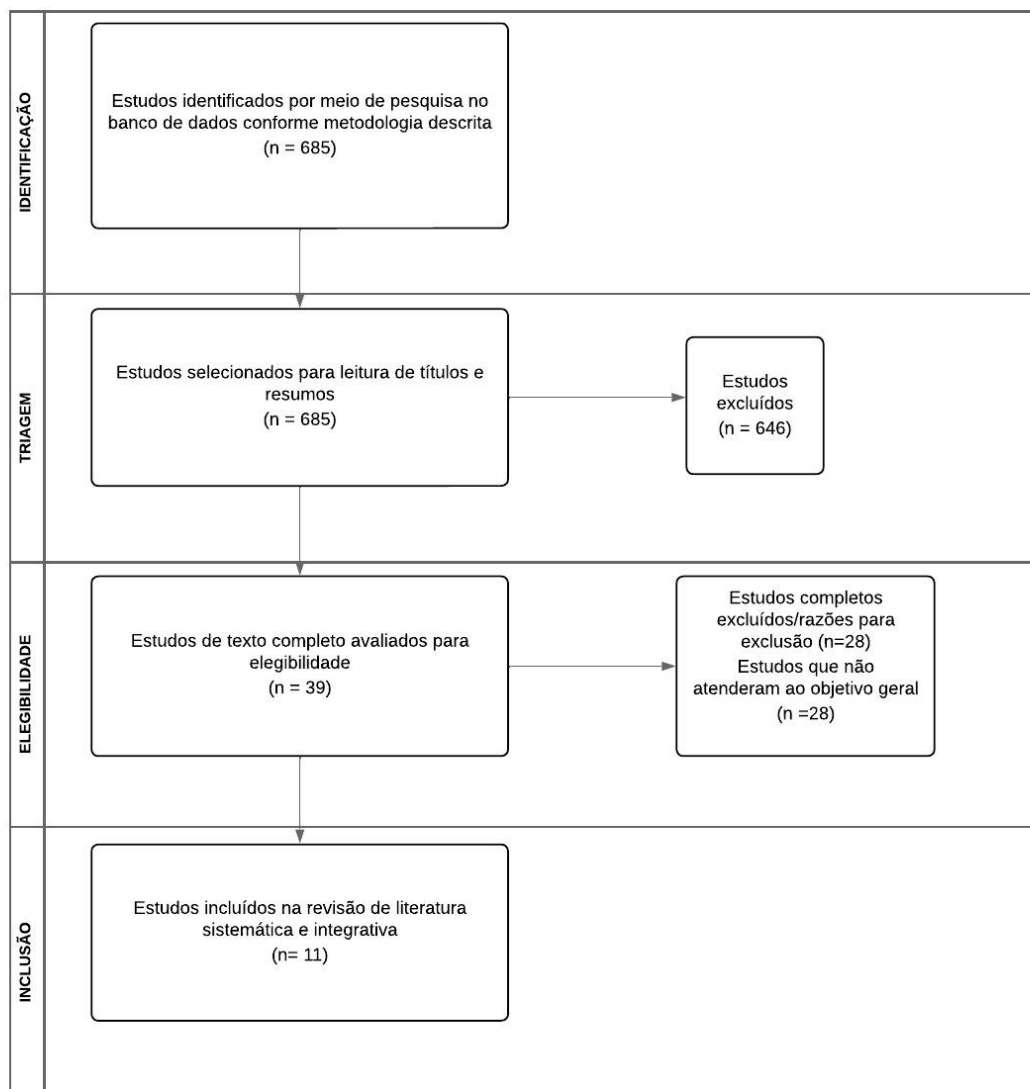 IDENTIFICAÇÃO
Estudos identificados por meio de pesquisa no
banco de dados conforme metodologia descrita
(n = 685)
TRIAGEM
Estudos selecionados para leitura de títulos e
resumos
(n = 685)
Estudos
excluídos
(n = 646)
ELEGIBILIDADE
Estudos de texto completo avaliados para
elegibilidade
(n = 39)
Estudos completos
excluídos/razões para
exclusão (n=28)
Estudos que não
atenderam ao objetivo geral
(n =28)
INCLUSÃO
Estudos incluídos na revisão de literatura
sistemática e integrativa
(n= 11)